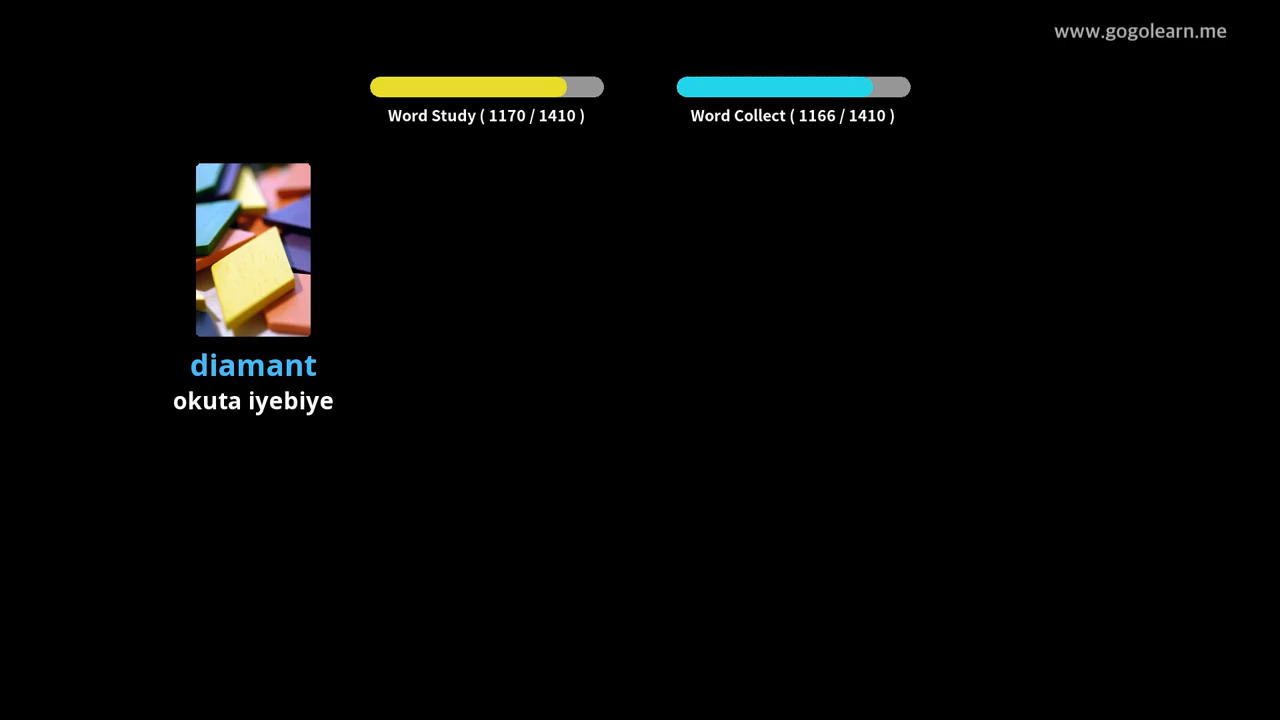 www.gogolearn.me
Word Study ( 1170 / 1410 )
Word Collect ( 1166 / 1410 )
diamant
okuta iyebiye